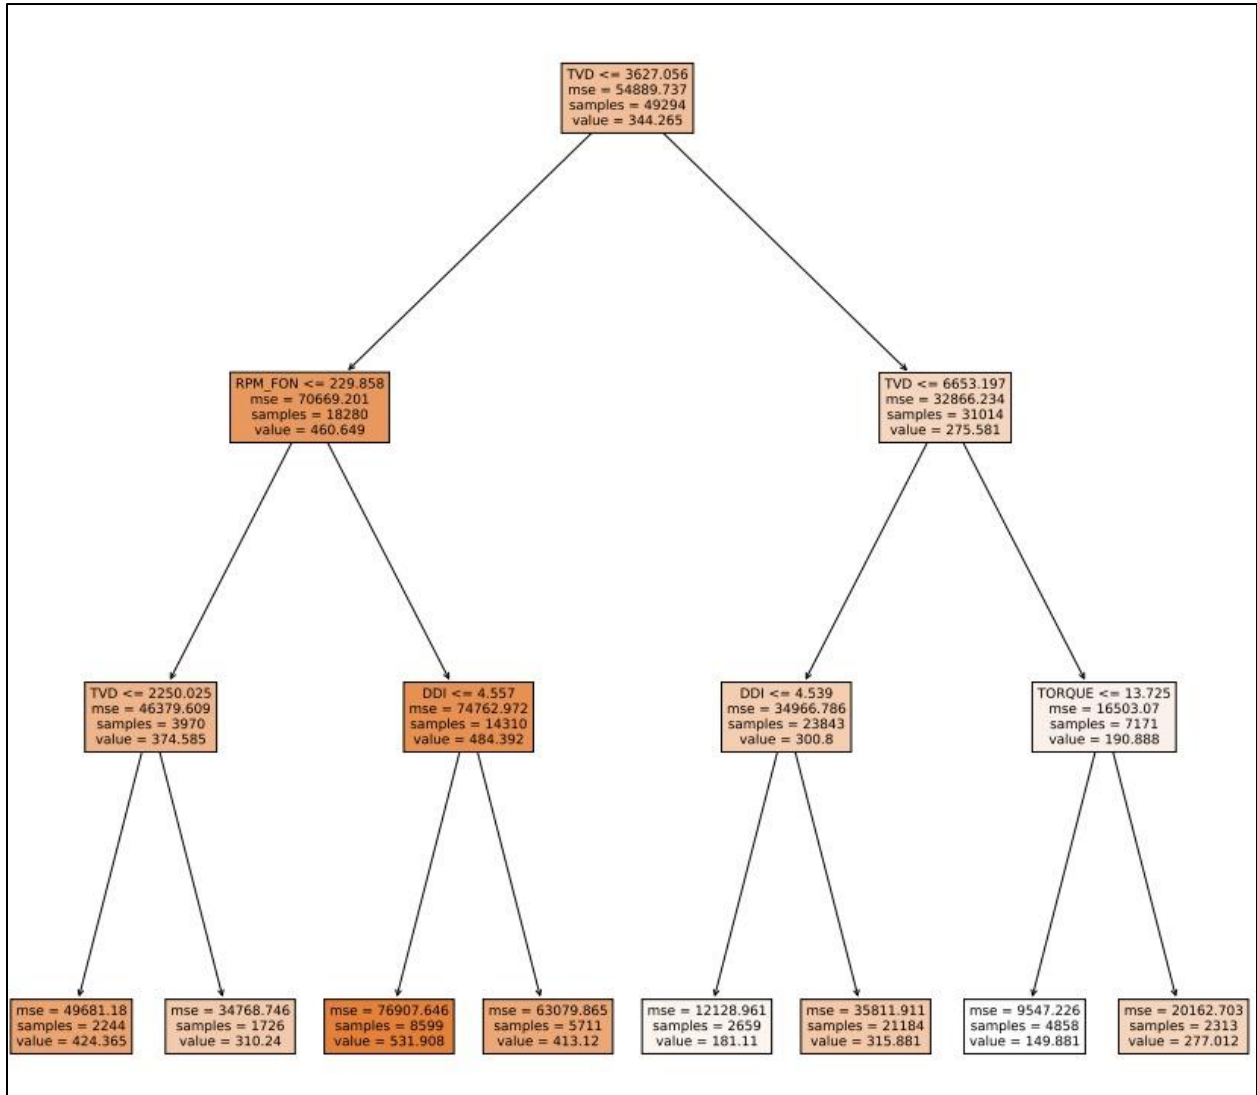 TVD <= 3627.056
mse = 54889.737
samples = 49294
value = 344.265
RPM_FON <= 229.858
mse = 70669.201
samples = 18280
value = 460.649
TVD <= 6653.197
mse = 32866.234
samples = 31014
value = 275.581
TVD <= 2250.025
mse = 46379.609
samples = 3970
value = 374.585
DDI <= 4.557
mse = 74762.972
samples = 14310
value = 484.392
DDI <= 4.539
mse = 34966.786
samples = 23843
value = 300.8
TORQUE <= 13.725
mse = 16503.07
samples = 7171
value = 190.888
mse = 49681.18
samples = 2244
value = 424.365
mse = 34768.746
samples = 1726
value = 310.24
mse = 76907.646
samples = 8599
value = 531.908
mse = 63079.865
samples = 5711
value = 413.12
mse = 12128.961
samples = 2659
value = 181.11
mse = 35811.911
samples = 21184
value = 315.881
mse = 9547.226
samples = 4858
value = 149.881
mse = 20162.703
samples = 2313
value = 277.012